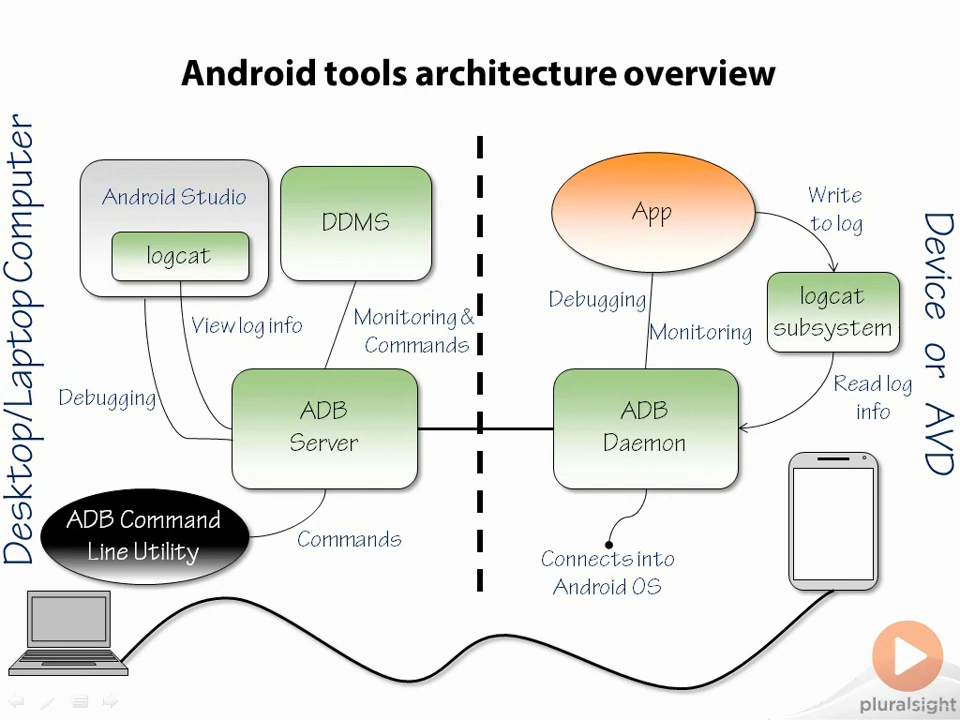 Android tools architecture overview
Desktop/Laptop Computer
Android Studio
logcat
DDMS
View log info
Monitoring &
Commands
Debugging
ADB
Server
ADB Command
Line Utility
Commands
App
Write
to log
Debugging
Monitoring
logcat
subsystem
Read log
info
ADB
Daemon
Connects into
Android OS
Device or AVD
pluralsight